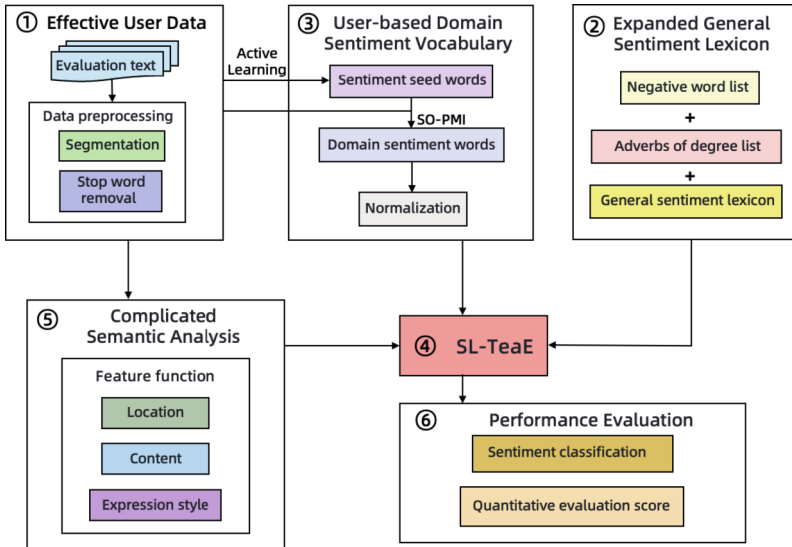 ① Effective User Data
Evaluation text
Data preprocessing
Segmentation
Stop word
removal
Active
Learning
③ User-based Domain
Sentiment Vocabulary
Sentiment seed words
SO-PMI
Domain sentiment words
Normalization
② Expanded General
Sentiment Lexicon
Negative word list
+
Adverbs of degree list
+
General sentiment lexicon
⑤ Complicated
Semantic Analysis
Feature function
Location
Content
Expression style
④ SL-TeaE
⑥ Performance Evaluation
Sentiment classification
Quantitative evaluation score